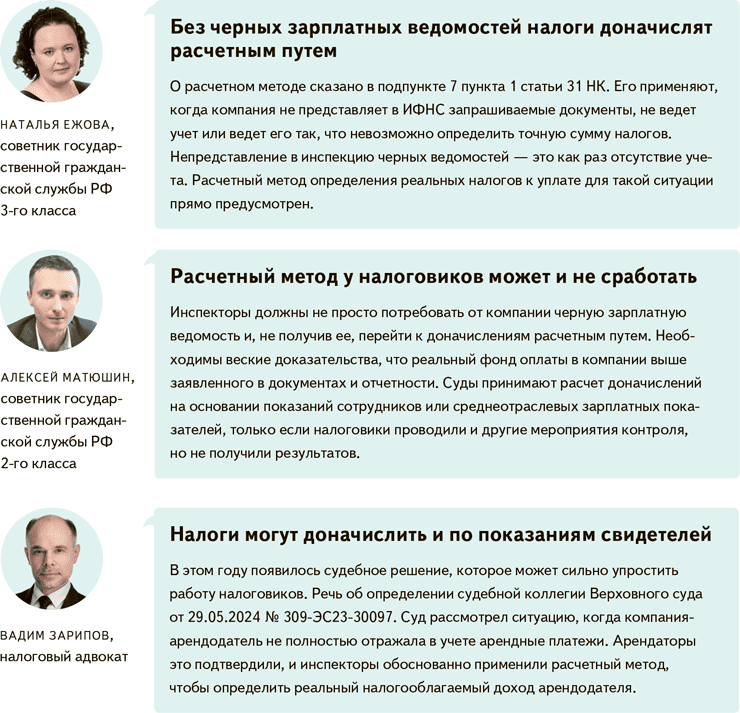 Без черных зарплатных ведомостей налоги доначислят
расчетным путем
О расчетном методе сказано в подпункте 7 пункта 1 статьи 31 НК. Его применяют,
когда компания не представляет в ИФНС запрашиваемые документы, не ведет
учет или ведет его так, что невозможно определить точную сумму налогов.
Непредставление в инспекцию черных ведомостей — это как раз отсутствие уче-
та. Расчетный метод определения реальных налогов к уплате для такой ситуации
прямо предусмотрен.
НАТАЛЬЯ ЕЖОВА,
советник государ-
ственной граждан-
ской службы РФ
3-го класса
Расчетный метод у налоговиков может и не сработать
Инспекторы должны не просто потребовать от компании черную зарплатную
ведомость и, не получив ее, перейти к доначислениям расчетным путем. Необ-
ходимы веские доказательства, что реальный фонд оплаты в компании выше
заявленного в документах и отчетности. Суды принимают расчет доначислений
на основании показаний сотрудников или среднеотраслевых зарплатных пока-
зателей, только если налоговики проводили и другие мероприятия контроля,
но не получили результатов.
АЛЕКСЕЙ МАТЮШИН,
советник государ-
ственной граждан-
ской службы РФ
2-го класса
Налоги могут доначислить и по показаниям свидетелей
В этом году появилось судебное решение, которое может сильно упростить
работу налоговиков. Речь об определении судебной коллегии Верховного суда
от 29.05.2024 № 309-ЭС23-30097. Суд рассмотрел ситуацию, когда компания-
арендодатель не полностью отражала в учете арендные платежи. Арендаторы
это подтвердили, и инспекторы обоснованно применили расчетный метод,
чтобы определить реальный налогооблагаемый доход арендодателя.
ВАДИМ ЗАРИПОВ,
налоговый адвокат